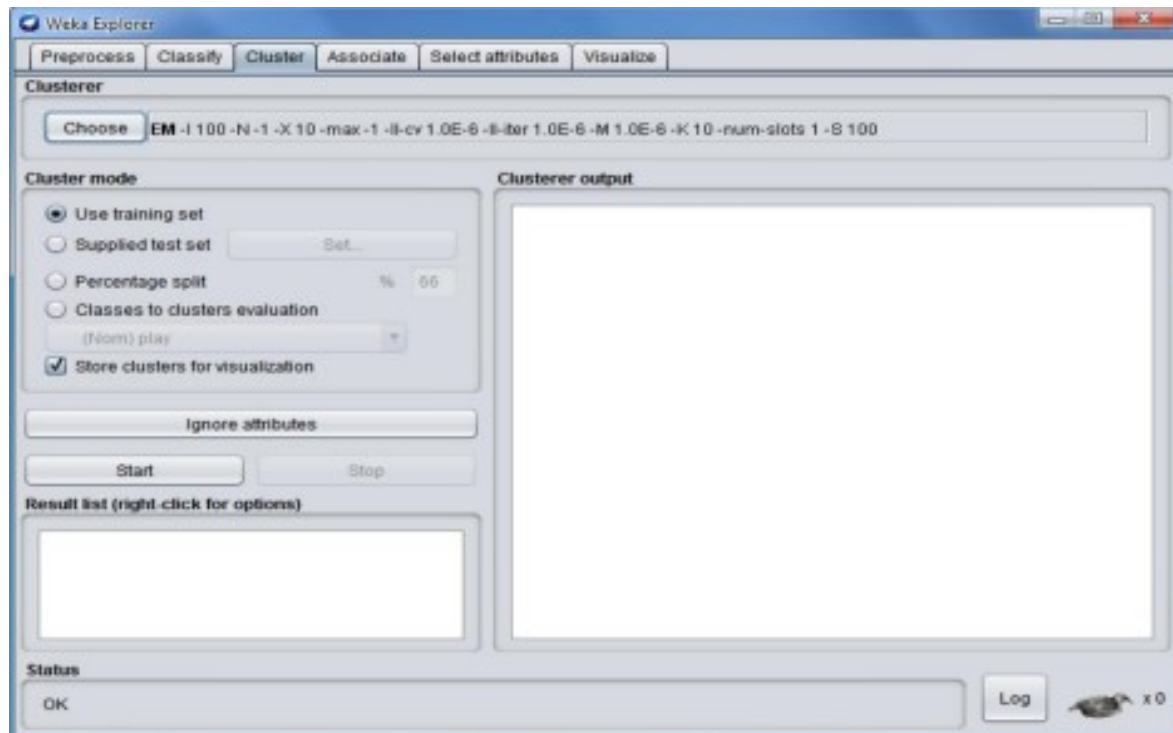 Weka Explorer
Preprocess Classify Cluster Associate Select attributes Visualize
Clusterer
Choose EM -I 100 -N -1 -X 10 -max -1 -ll-cv 1.0E-6 -ll-iter 1.0E-6 -M 1.0E-6 -K 10 -num-slots 1 -S 100
Cluster mode
Use training set
Supplied test set Set...
Percentage split % 66
Classes to clusters evaluation
(Nom) play
Store clusters for visualization
Ignore attributes
Start Stop
Result list (right-click for options)
Clusterer output
Status
OK
Log x 0